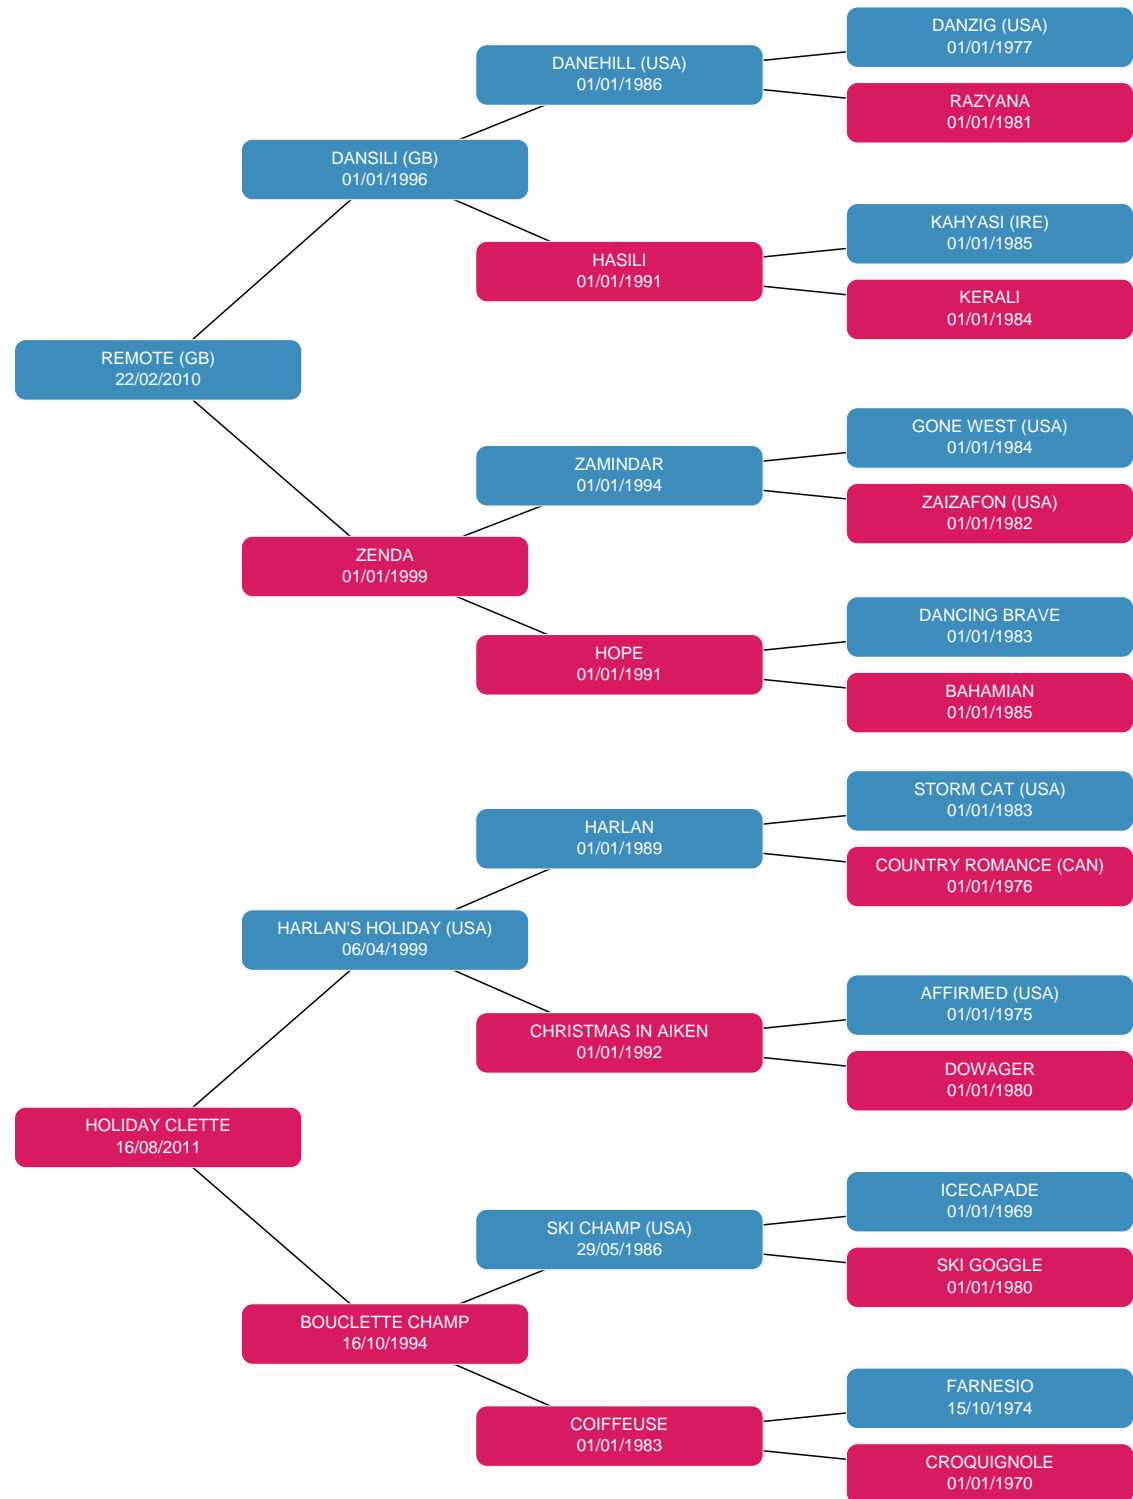 DANZIG (USA)
01/01/1977
DANEHILL (USA)
01/01/1986
RAZYANA
01/01/1981
DANSILI (GB)
01/01/1996
KAHYASI (IRE)
01/01/1985
HASILI
01/01/1991
KERALI
01/01/1984
REMOTE (GB)
22/02/2010
GONE WEST (USA)
01/01/1984
ZAMINDAR
01/01/1994
ZAIZAFON (USA)
01/01/1982
ZENDA
01/01/1999
DANCING BRAVE
01/01/1983
HOPE
01/01/1991
BAHAMIAN
01/01/1985
STORM CAT (USA)
01/01/1983
HARLAN
01/01/1989
COUNTRY ROMANCE (CAN)
01/01/1976
HARLAN'S HOLIDAY (USA)
06/04/1999
AFFIRMED (USA)
01/01/1975
CHRISTMAS IN AIKEN
01/01/1992
DOWAGER
01/01/1980
HOLIDAY CLETTE
16/08/2011
ICECAPADE
01/01/1969
SKI CHAMP (USA)
29/05/1986
SKI GOGGLE
01/01/1980
BOUCLETTE CHAMP
16/10/1994
FARNESIO
15/10/1974
COIFFEUSE
01/01/1983
CROQUIGNOLE
01/01/1970